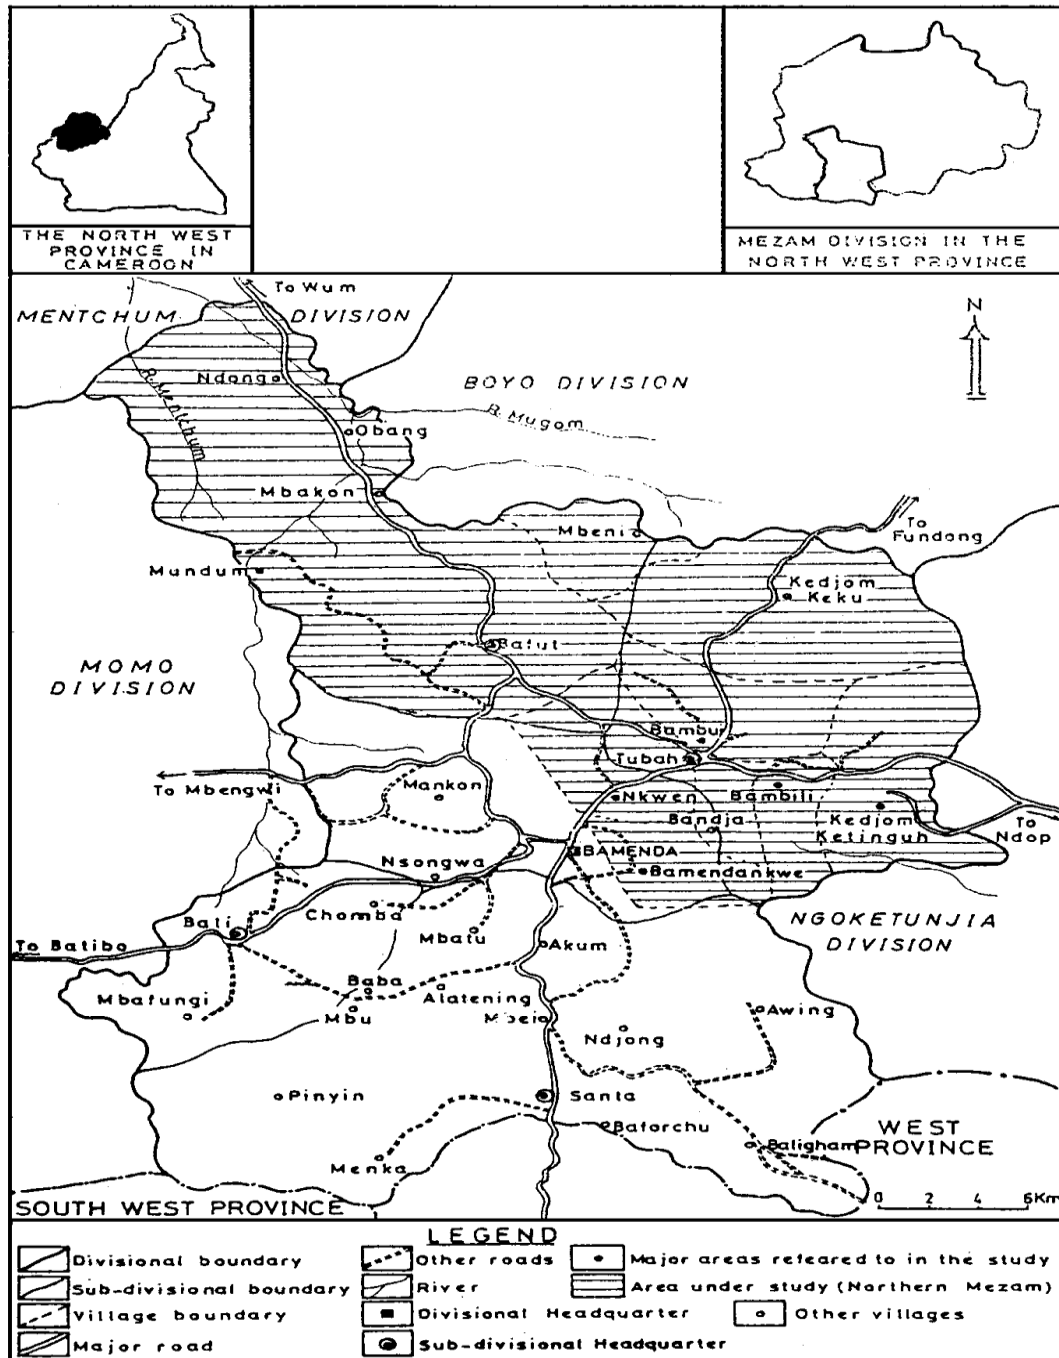 THE NORTH WEST
PROVINCE IN
CAMEROON
MEZAM DIVISION IN THE
NORTH WEST PROVINCE
To Wum
MENTCHUM DIVISION
N
Ndong
BOYO DIVISION
R. Mentchum
R. Mugom
Obang
Mbakon
To
Fundong
Mbenia
Mundum
Kedjom
Keku
Bafut
MOMO
DIVISION
Bambui
Tubah
To Mbengwi
Mankon
Nkwen
Bambili
Bandja
Kedjom
Ketinguh
To
Ndop
BAMENDA
Nsongwa
Bamendankwe
Chomba
Bali
Mbatu
NGOKETUNJIA
DIVISION
To Batibo
Akum
Baba
Mbafungi
Alatening
Mbu
Mbei
Awing
Ndjong
Pinyin
Santa
Baforchu
WEST
PROVINCE
Baligham
Menka
SOUTH WEST PROVINCE
0 2 4 6Km
LEGEND
Divisional boundary
Other roads
Major areas refeared to in the study
Sub-divisional boundary
River
Area under study (Northern Mezam)
Village boundary
Divisional Headquarter
Other villages
Major road
Sub-divisional Headquarter